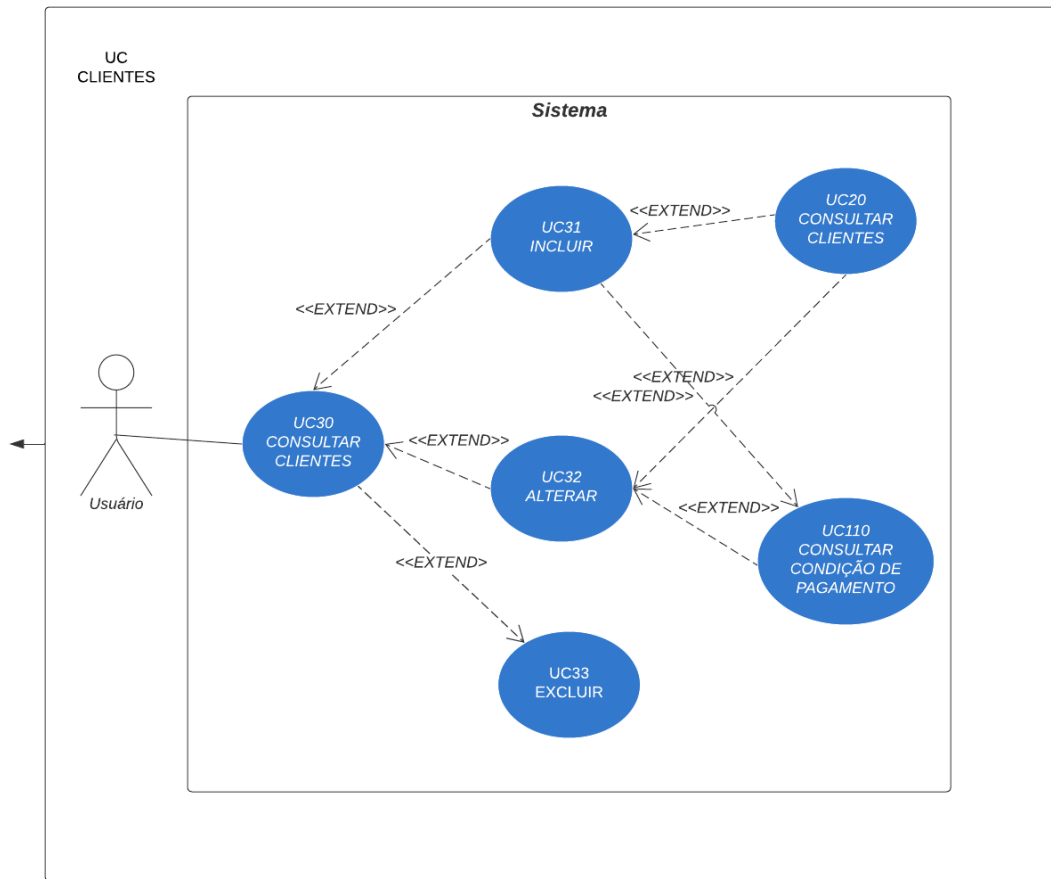 UC
CLIENTES
Sistema
UC31
INCLUIR
<<EXTEND>>
UC20
CONSULTAR
CLIENTES
<<EXTEND>>
<<EXTEND>>
<<EXTEND>>
UC30
CONSULTAR
CLIENTES
<<EXTEND>>
UC32
ALTERAR
<<EXTEND>>
UC110
CONSULTAR
CONDIÇÃO DE
PAGAMENTO
Usuário
<<EXTEND>
UC33
EXCLUIR